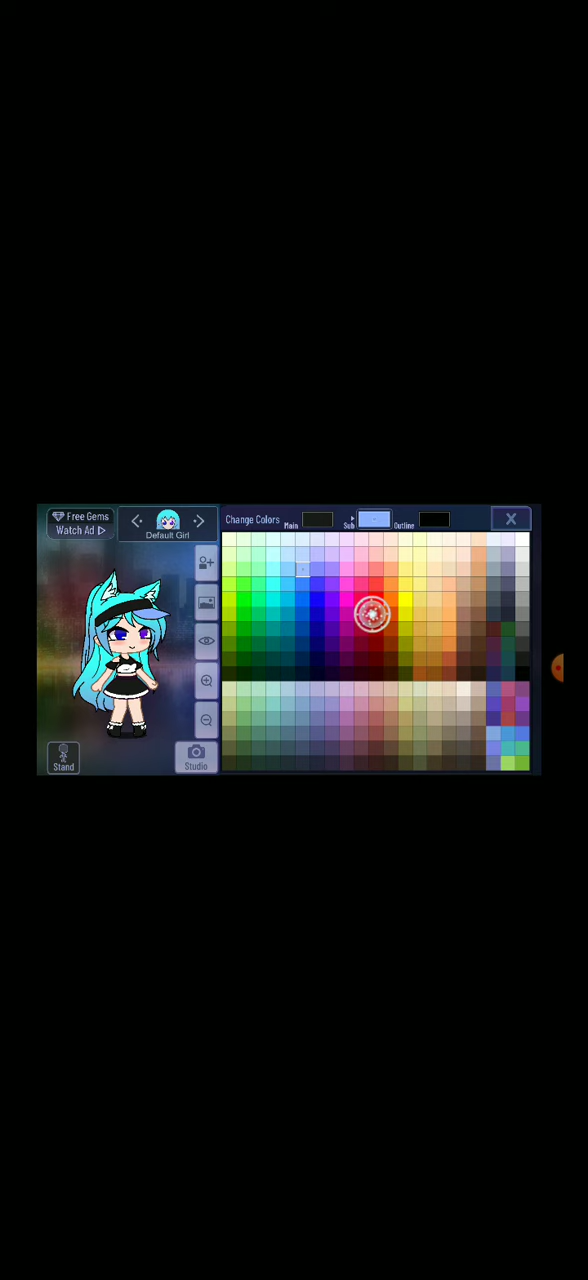 Free Gems
Watch Ad
Default Girl
Change Colors
Main
Sub
Outline
X
Stand
Studio